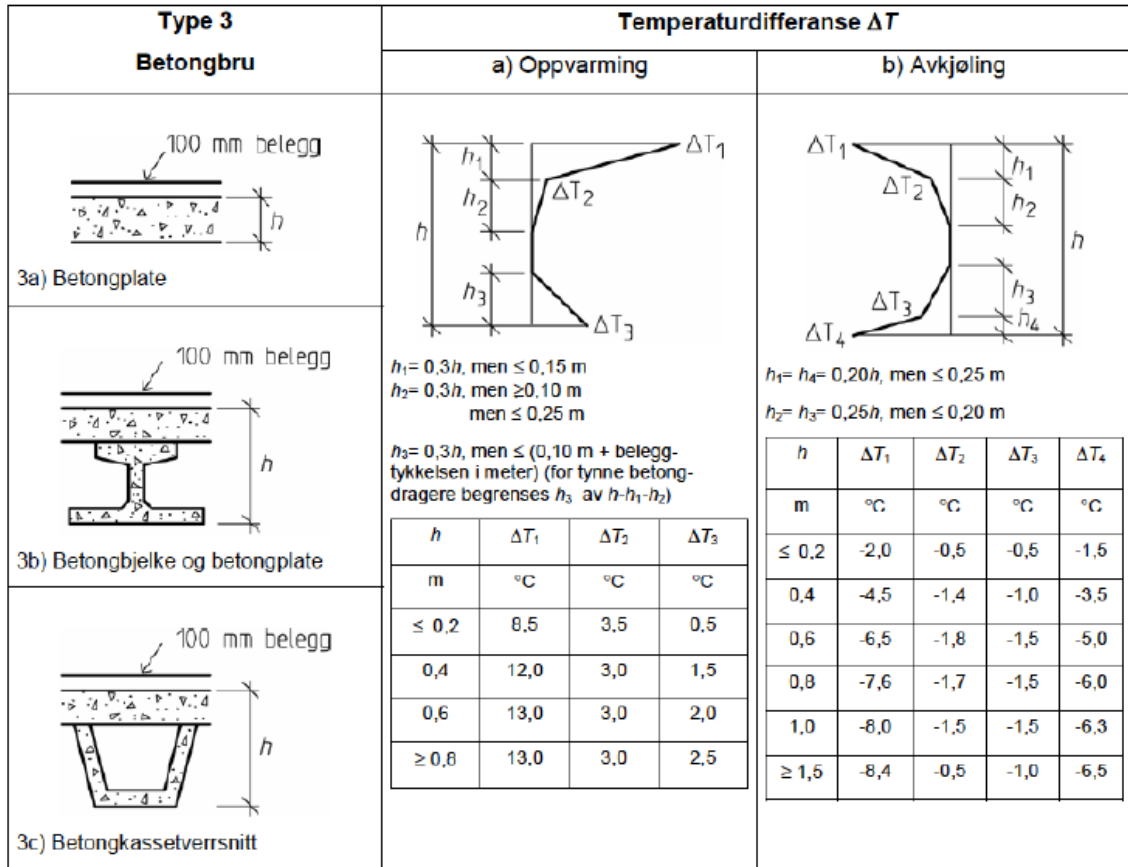 Type 3
Betongbru
Temperaturdifferanse ΔT
a) Oppvarming
b) Avkjøling
100 mm belegg
h
3a) Betongplate
100 mm belegg
h
3b) Betongbjelke og betongplate
100 mm belegg
h
3c) Betongkassetverrsnitt
ΔT1
h1
ΔT2
h2
h
h3
ΔT3
h1= 0,3h, men ≤ 0,15 m
h2= 0,3h, men ≥0,10 m
men ≤ 0,25 m
h3= 0,3h, men ≤ (0,10 m + belegg-
tykkelsen i meter) (for tynne betong-
dragere begrenses h3 av h-h1-h2)
h ΔT1 ΔT2 ΔT3
m °C °C °C
≤ 0,2 8,5 3,5 0,5
0,4 12,0 3,0 1,5
0,6 13,0 3,0 2,0
≥ 0,8 13,0 3,0 2,5
ΔT1
h1
ΔT2
h2
h
h3
ΔT3
h4
ΔT4
h1= h4= 0,20h, men ≤ 0,25 m
h2= h3= 0,25h, men ≤ 0,20 m
h ΔT1 ΔT2 ΔT3 ΔT4
m °C °C °C °C
≤ 0,2 -2,0 -0,5 -0,5 -1,5
0,4 -4,5 -1,4 -1,0 -3,5
0,6 -6,5 -1,8 -1,5 -5,0
0,8 -7,6 -1,7 -1,5 -6,0
1,0 -8,0 -1,5 -1,5 -6,3
≥ 1,5 -8,4 -0,5 -1,0 -6,5